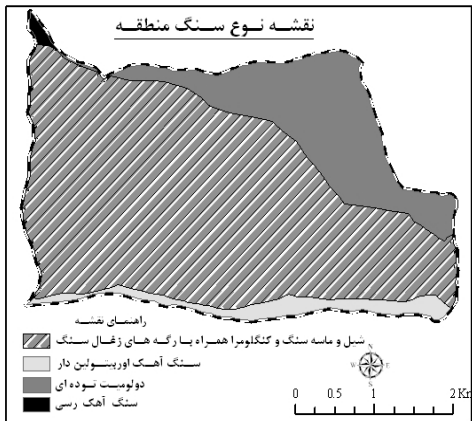 نقشه نوع سنگ منطقه
راهنمای نقشه
شیل و ماسه سنگ و کنگلومرا همراه با رگه های زغال سنگ
سنگ آهک اوربیتولین دار
دولومیت توده ای
سنگ آهک رسی
N
W E
S
0 0.5 1 2 Km